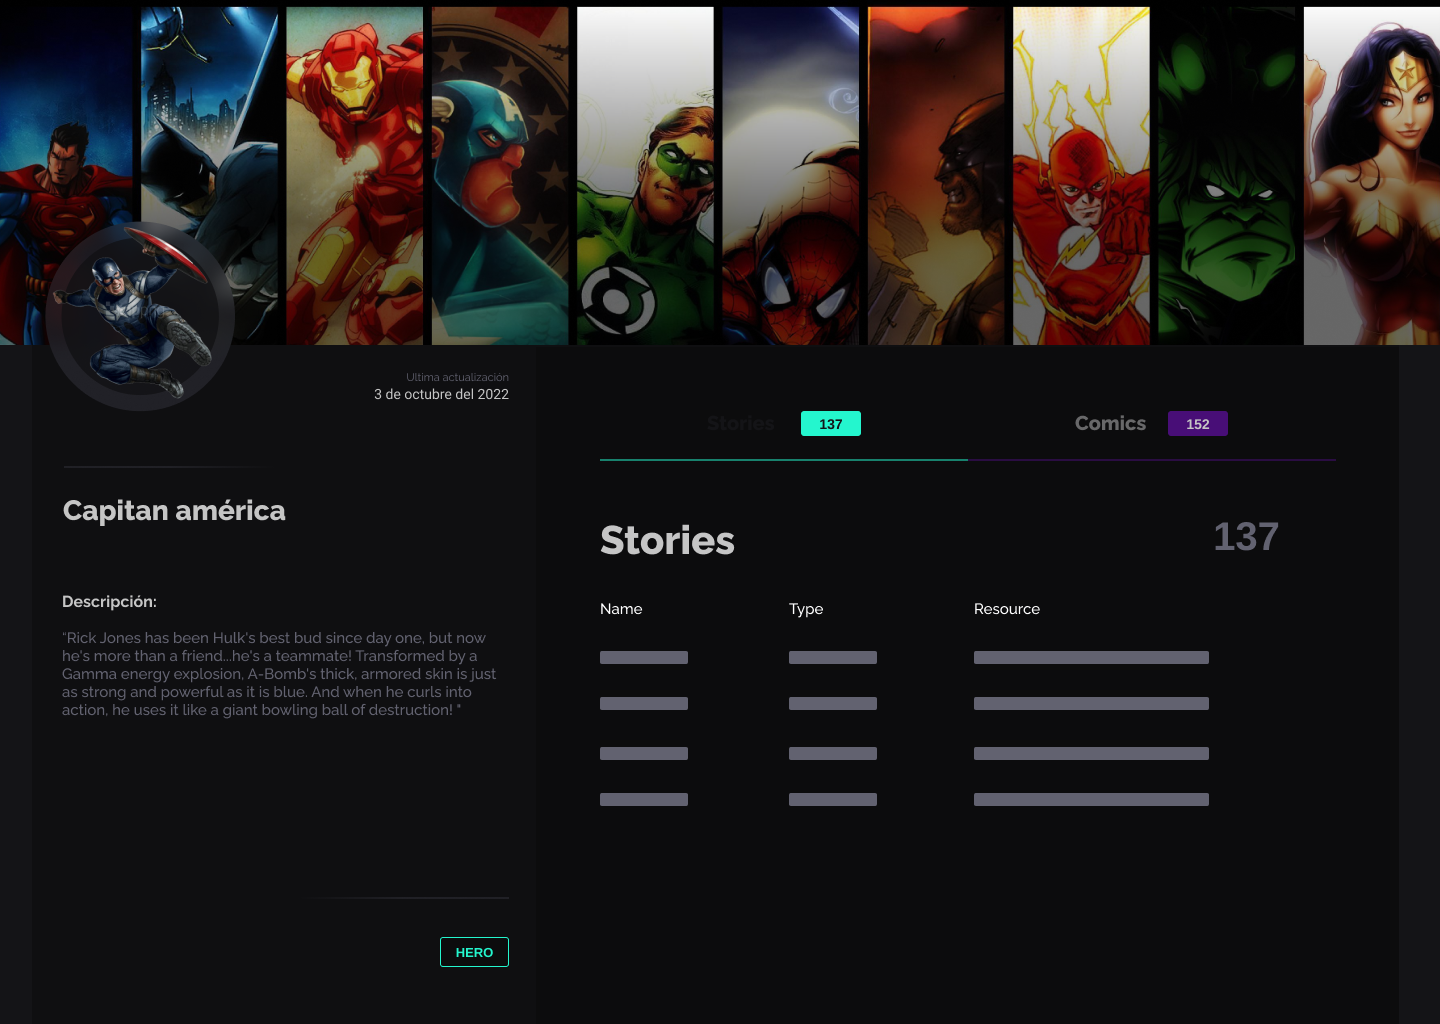 Ultima actualización
3 de octubre del 2022
Capitan américa
Descripción:
"Rick Jones has been Hulk's best bud since day one, but now
he's more than a friend...he's a teammate! Transformed by a
Gamma energy explosion, A-Bomb's thick, armored skin is just
as strong and powerful as it is blue. And when he curls into
action, he uses it like a giant bowling ball of destruction! "
HERO
Stories 137 Comics 152
Stories 137
Name Type Resource